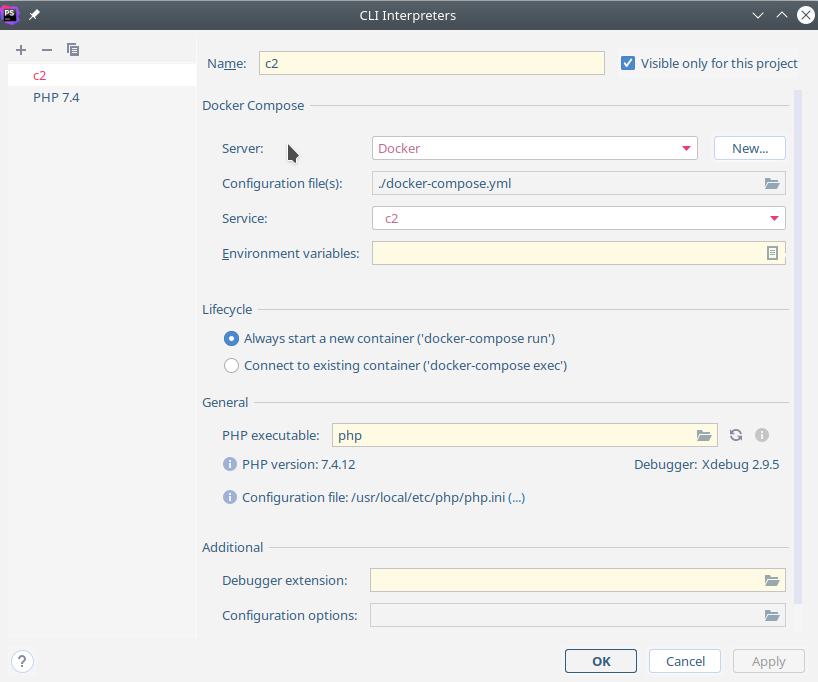 PS
CLI Interpreters
c2
PHP 7.4
Name: c2 Visible only for this project
Docker Compose
Server: Docker New...
Configuration file(s): ./docker-compose.yml
Service: c2
Environment variables:
Lifecycle
Always start a new container ('docker-compose run')
Connect to existing container ('docker-compose exec')
General
PHP executable: php
PHP version: 7.4.12 Debugger: Xdebug 2.9.5
Configuration file: /usr/local/etc/php/php.ini (...)
Additional
Debugger extension:
Configuration options:
? OK Cancel Apply